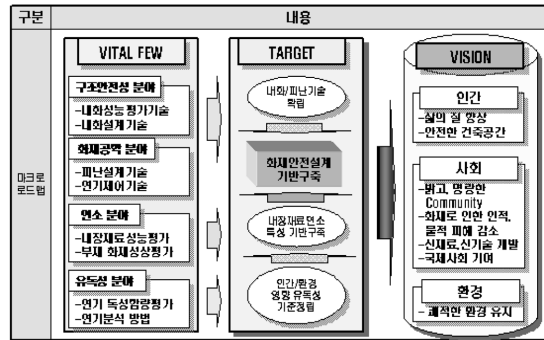 구분
내용
마크로
로드맵
VITAL FEW
구조안전성 분야
-내화성능평가기술
-내화설계기술
화재공학 분야
-피난설계기술
-연기제어기술
연소 분야
-내장재료성능평가
-부재 화재성상평가
유독성 분야
-연기 독성함량평가
-연기분석 방법
TARGET
내화/피난기술
확립
화재안전설계
기반구축
내장재료연소
특성 기반구축
인간/환경
영향 유독성
기준정립
VISION
인간
-삶의 질 향상
-안전한 건축공간
사회
-밝고, 명랑한
Community
-화재로 인한 인적,
물적 피해 감소
-신재료,신기술 개발
-국제사회 기여
환경
- 쾌적한 환경 유지